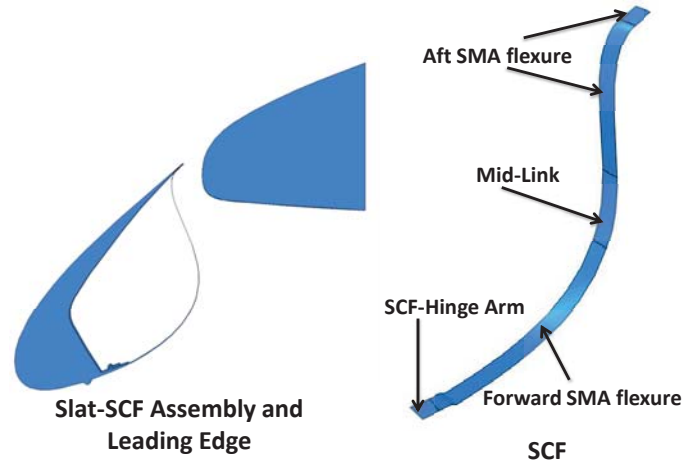 Aft SMA flexure
Mid-Link
SCF-Hinge Arm
Forward SMA flexure
Slat-SCF Assembly and
Leading Edge
SCF